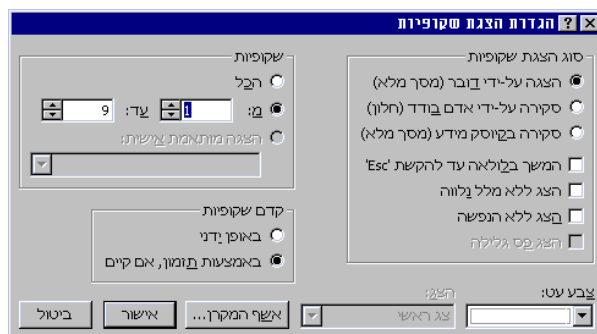 הגדרת הצגת שקופיות
סוג הצגת שקופיות
הצגה על-ידי דובר (מסך מלא)
סקירה על-ידי אדם בודד (חלון)
סקירה בקיוסק מידע (מסך מלא)
המשך בלולאה עד להקשת 'Esc'
הצג ללא מלל נלווה
הצג ללא הנפשה
הצג פס גלילה
צבע עט:
שקופיות
הכל
מ: 1 עד: 9
הצגה מותאמת אישית:
קדם שקופיות
באופן ידני
באמצעות תזמון, אם קיים
הצג:
צג ראשי
אשף המקרן... אישור ביטול